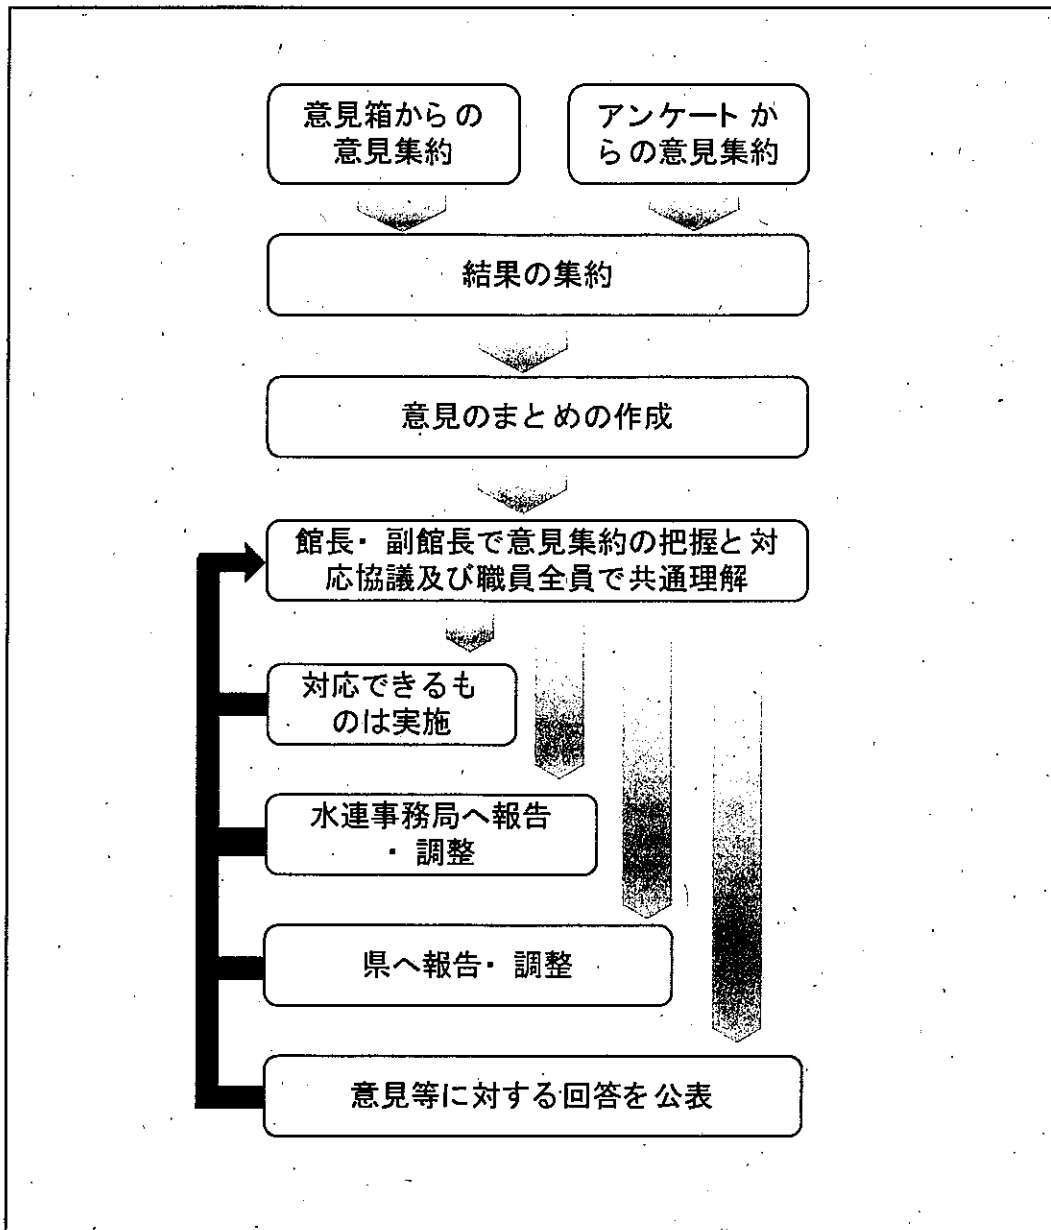 意見箱からの
意見集約
アンケートか
らの意見集約
結果の集約
意見のまとめの作成
館長・副館長で意見集約の把握と対
応協議及び職員全員で共通理解
対応できるも
のは実施
水連事務局へ報告
・調整
県へ報告・調整
意見等に対する回答を公表